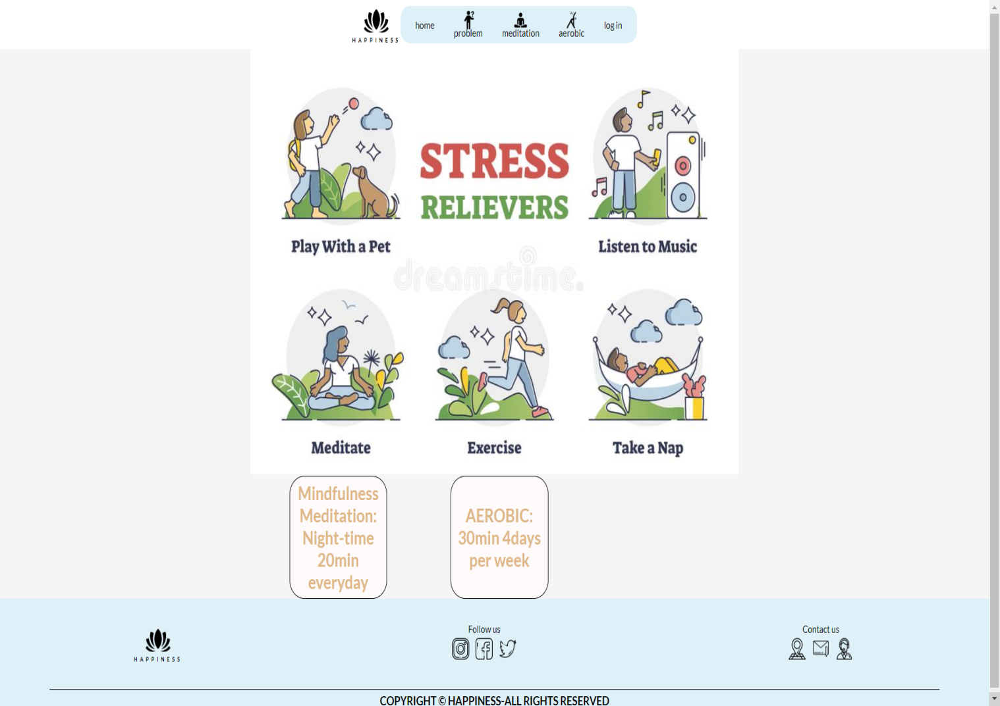 HAPPINESS
home
problem
meditation
aerobic
log in
STRESS
RELIEVERS
Play With a Pet
Listen to Music
dreamstime.
Meditate
Exercise
Take a Nap
Mindfulness
Meditation:
Night-time
20min
everyday
AEROBIC:
30min 4days
per week
HAPPINESS
Follow us
Contact us
COPYRIGHT © HAPPINESS-ALL RIGHTS RESERVED